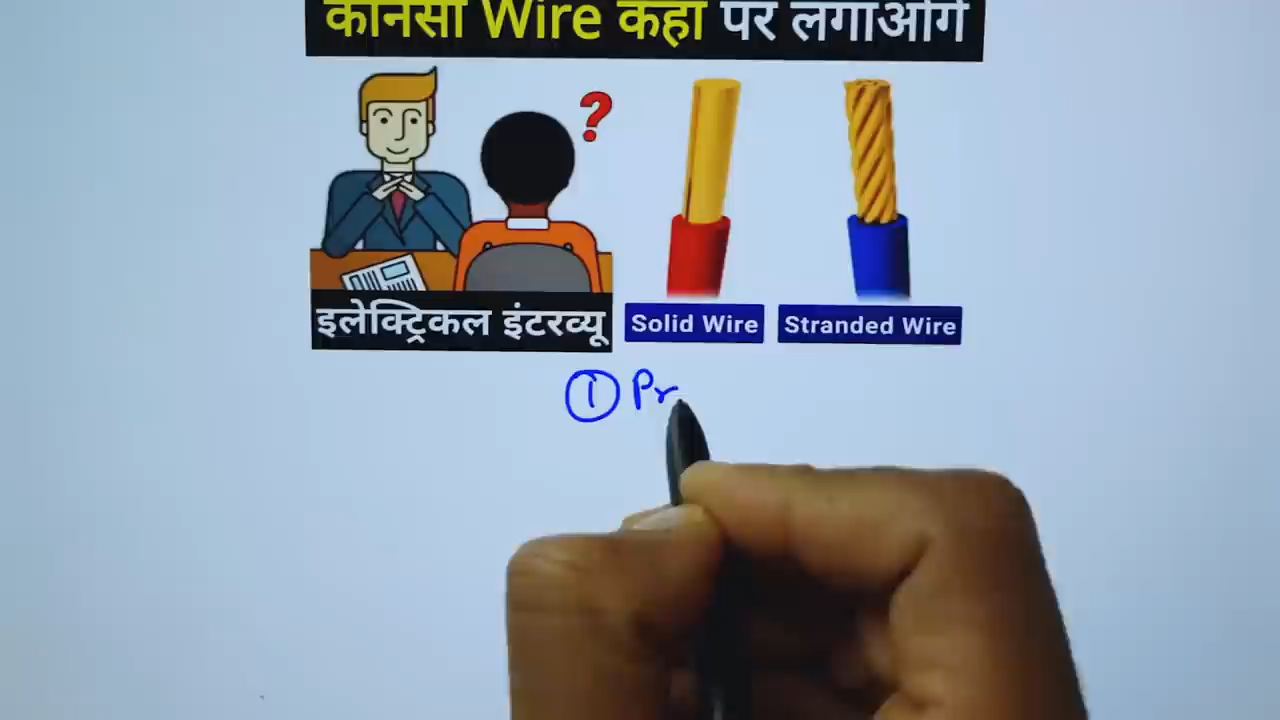 कौनसा Wire कहाँ पर लगाओगे
इलेक्ट्रिकल इंटरव्यू
Solid Wire
Stranded Wire
① Pr